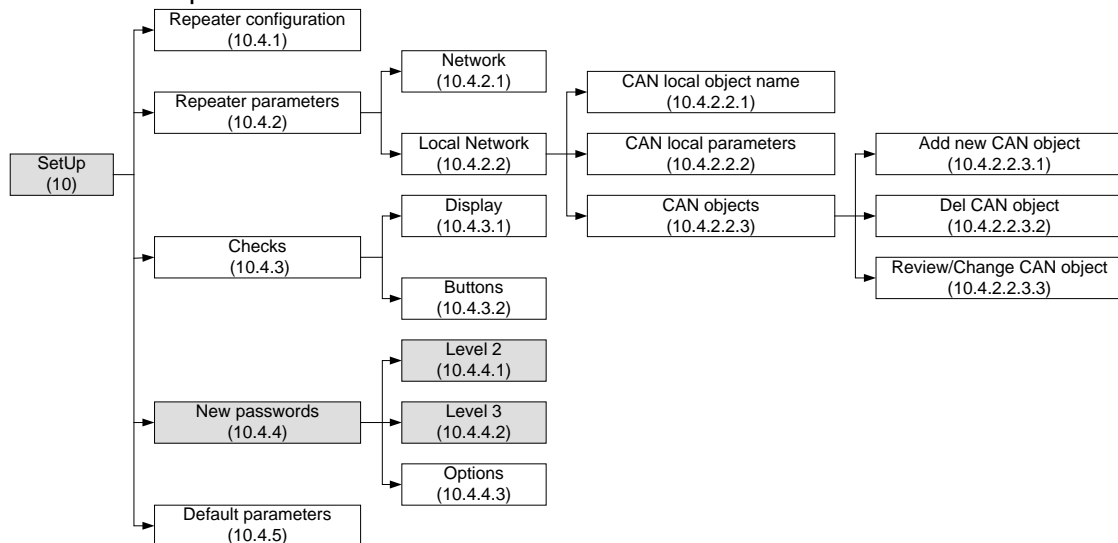 SetUp
(10)
Repeater configuration
(10.4.1)
Repeater parameters
(10.4.2)
Network
(10.4.2.1)
Local Network
(10.4.2.2)
CAN local object name
(10.4.2.2.1)
CAN local parameters
(10.4.2.2.2)
CAN objects
(10.4.2.2.3)
Add new CAN object
(10.4.2.2.3.1)
Del CAN object
(10.4.2.2.3.2)
Review/Change CAN object
(10.4.2.2.3.3)
Checks
(10.4.3)
Display
(10.4.3.1)
Buttons
(10.4.3.2)
New passwords
(10.4.4)
Level 2
(10.4.4.1)
Level 3
(10.4.4.2)
Options
(10.4.4.3)
Default parameters
(10.4.5)